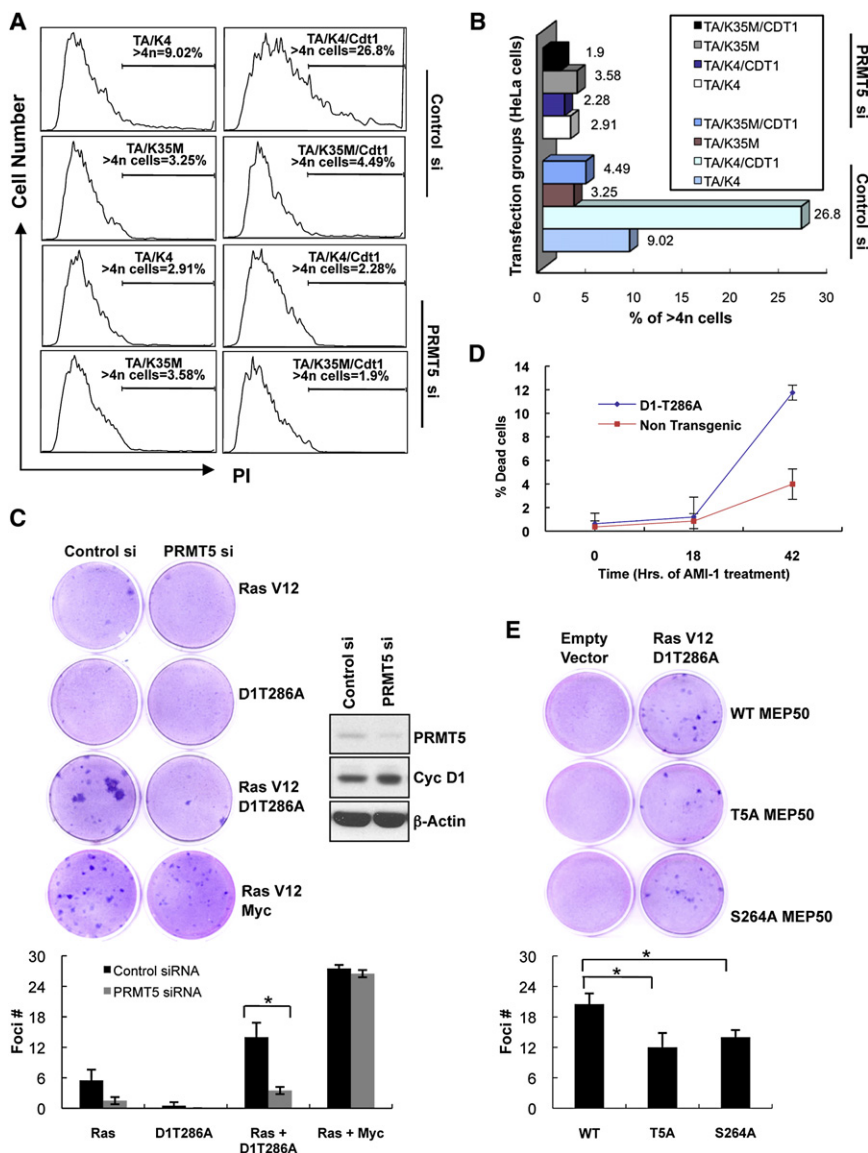 A
Cell Number
TA/K4
>4n=9.02%
TA/K4/Cdt1
>4n cells=26.8%
TA/K35M
>4n cells=3.25%
TA/K35M/Cdt1
>4n cells=4.49%
Control si
TA/K4
>4n cells=2.91%
TA/K4/Cdt1
>4n cells=2.28%
TA/K35M
>4n cells=3.58%
TA/K35M/Cdt1
>4n cells=1.9%
PRMT5 si
PI
B
Transfection groups (HeLa cells)
1.9
3.58
2.28
2.91
4.49
3.25
26.8
9.02
TA/K35M/CDT1
TA/K35M
TA/K4/CDT1
TA/K4
TA/K35M/CDT1
TA/K35M
TA/K4/CDT1
TA/K4
PRMT5 si
Control si
0 5 10 15 20 25 30
% of >4n cells
D
% Dead cells
14
12
10
8
6
4
2
0
D1-T286A
Non Transgenic
0 18 42
Time (Hrs. of AMI-1 treatment)
C
Control si PRMT5 si
Ras V12
D1T286A
Ras V12
D1T286A
Ras V12
Myc
Control si
PRMT5 si
PRMT5
Cyc D1
β-Actin
Foci #
30
24
18
12
6
0
Control siRNA
PRMT5 siRNA
*
Ras D1T286A Ras + D1T286A Ras + Myc
E
Empty Vector
Ras V12 D1T286A
WT MEP50
T5A MEP50
S264A MEP50
Foci #
30
24
18
12
6
0
*
*
WT T5A S264A